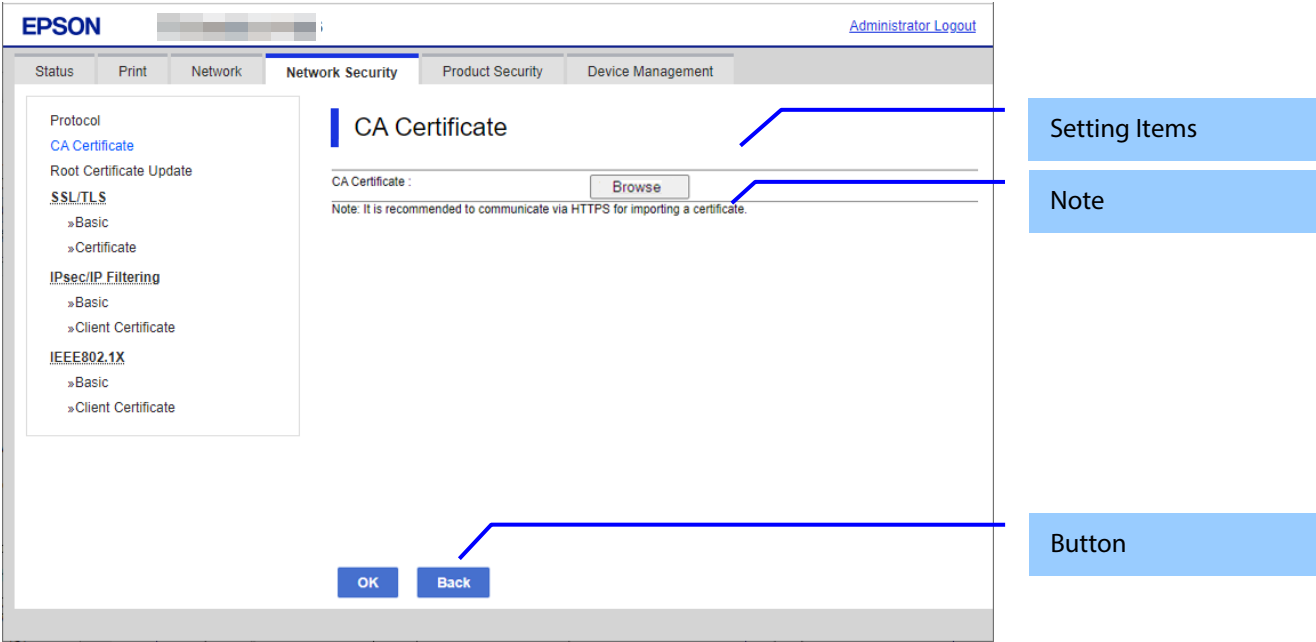 EPSON
Administrator Logout
Status Print Network Network Security Product Security Device Management
Protocol
CA Certificate
Root Certificate Update
SSL/TLS
»Basic
»Certificate
IPsec/IP Filtering
»Basic
»Client Certificate
IEEE802.1X
»Basic
»Client Certificate
CA Certificate
CA Certificate :
Browse
Note: It is recommended to communicate via HTTPS for importing a certificate.
OK Back
Setting Items
Note
Button